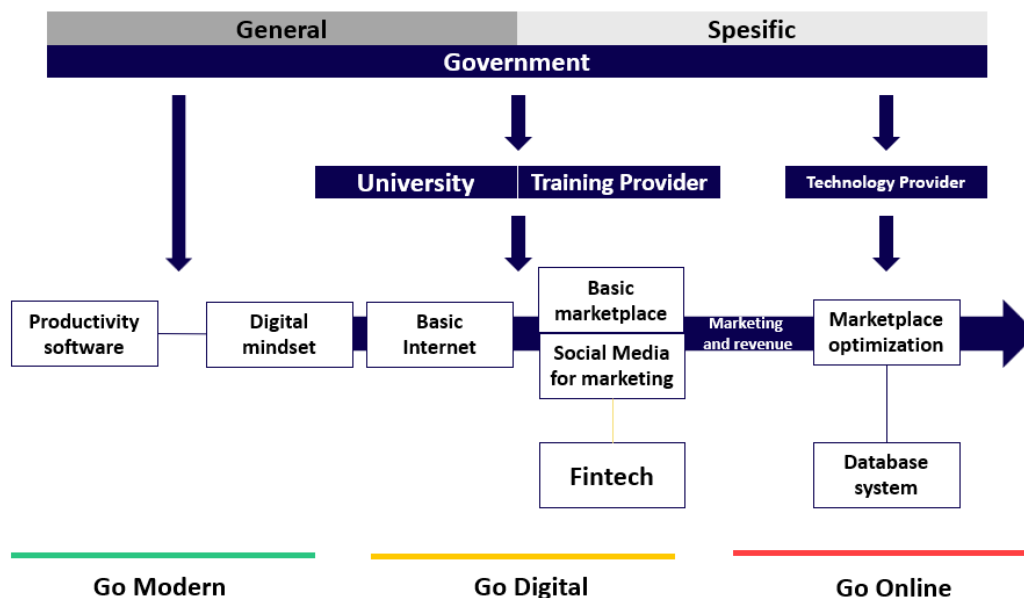 General
Spesific
Government
University
Training Provider
Technology Provider
Productivity
software
Digital
mindset
Basic
Internet
Basic
marketplace
Social Media
for marketing
Marketing
and revenue
Marketplace
optimization
Fintech
Database
system
Go Modern
Go Digital
Go Online